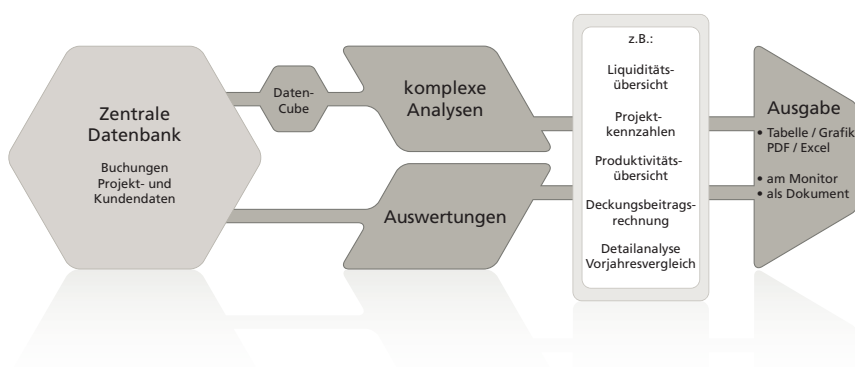 Zentrale
Datenbank
Buchungen
Projekt- und
Kundendaten
Daten-
Cube
komplexe
Analysen
Auswertungen
z.B.:
Liquiditäts-
übersicht
Projekt-
kennzahlen
Produktivitäts-
übersicht
Deckungsbeitrags-
rechnung
Detailanalyse
Vorjahresvergleich
Ausgabe
• Tabelle / Grafik
PDF / Excel
• am Monitor
• als Dokument